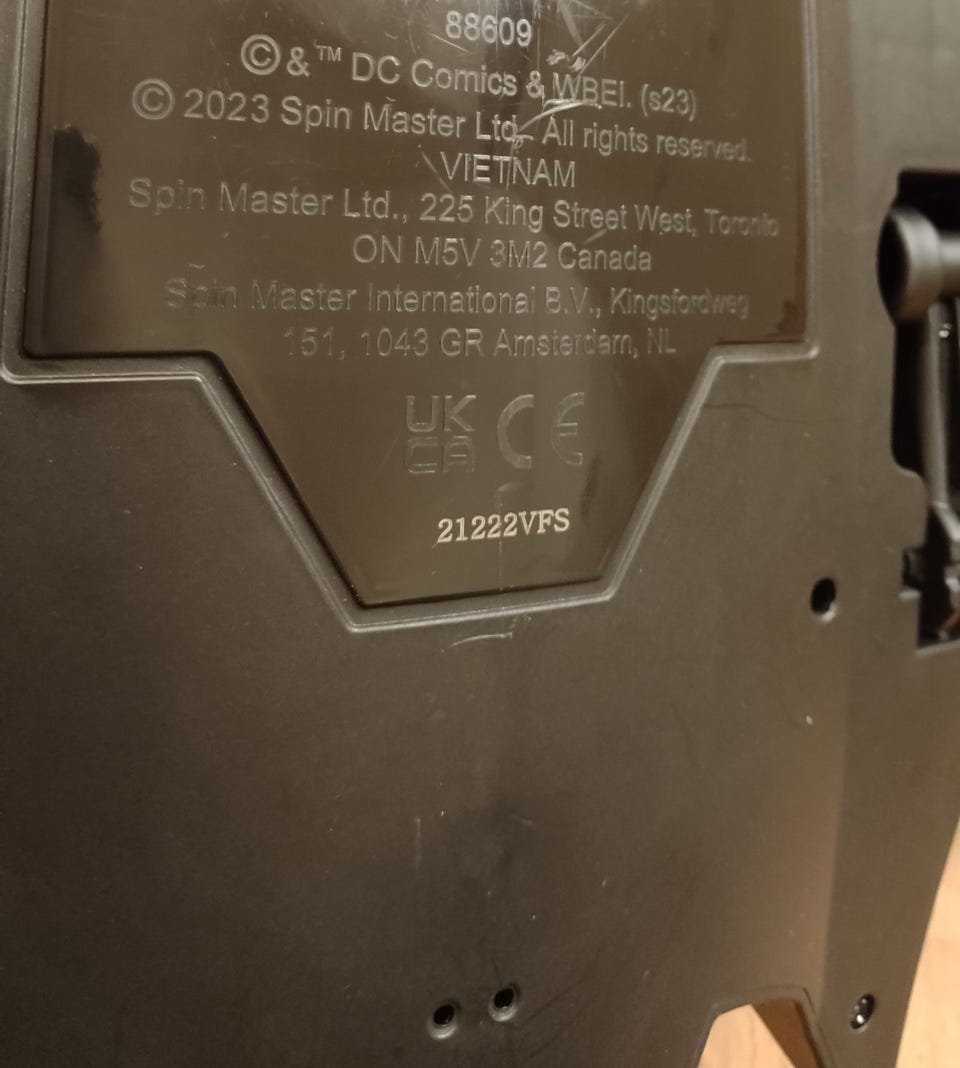 88609
©&™ DC Comics & WBEI. (s23)
© 2023 Spin Master Ltd. All rights reserved.
VIETNAM
Spin Master Ltd., 225 King Street West, Toronto
ON M5V 3M2 Canada
Spin Master International B.V., Kingsfordweg
151, 1043 GR Amsterdam, NL
UK
CA CE
21222VFS